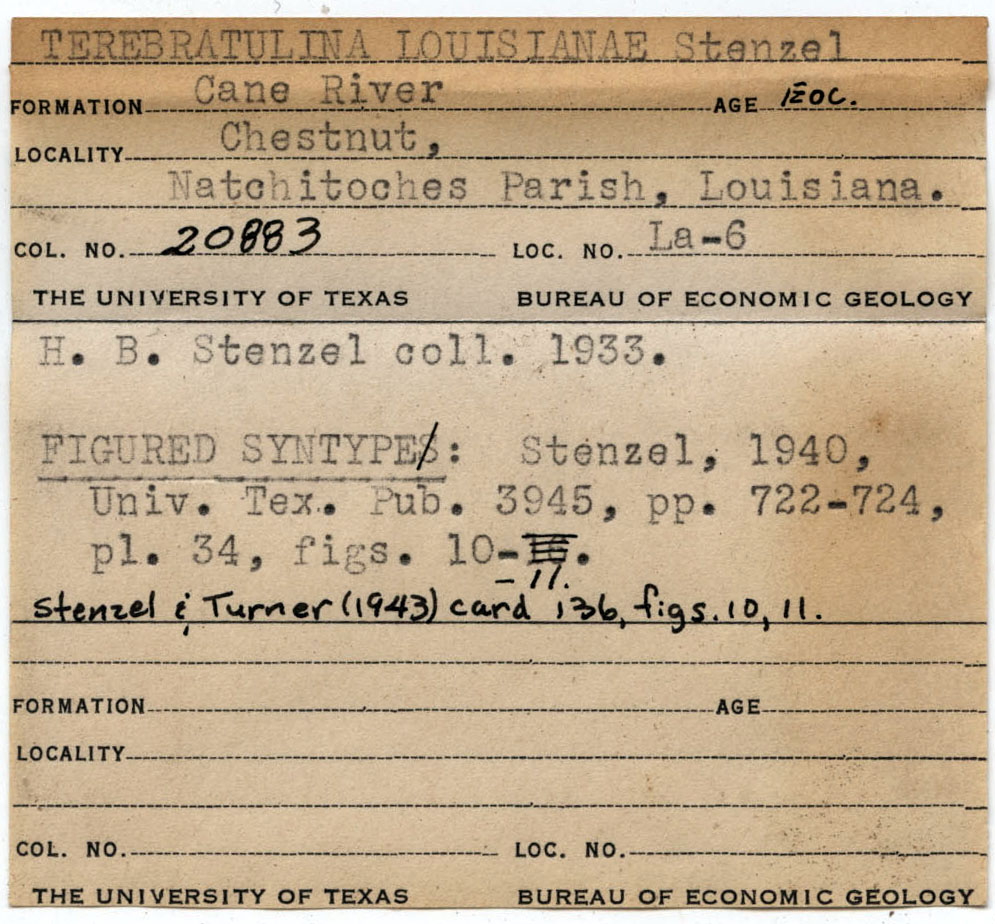 TEREBRATULINA LOUISIANAE Stenzel
FORMATION Cane River AGE Eoc.
LOCALITY Chestnut,
Natchitoches Parish, Louisiana.
COL. NO. 20883 LOC. NO. La-6
THE UNIVERSITY OF TEXAS BUREAU OF ECONOMIC GEOLOGY
H. B. Stenzel coll. 1933.
FIGURED SYNTYPE: Stenzel, 1940,
Univ. Tex. Pub. 3945, pp. 722-724,
pl. 34, figs. 10-.
- 11.
Stenzel & Turner (1943) card 136, figs. 10, 11.
FORMATION AGE
LOCALITY
COL. NO. LOC. NO.
THE UNIVERSITY OF TEXAS BUREAU OF ECONOMIC GEOLOGY